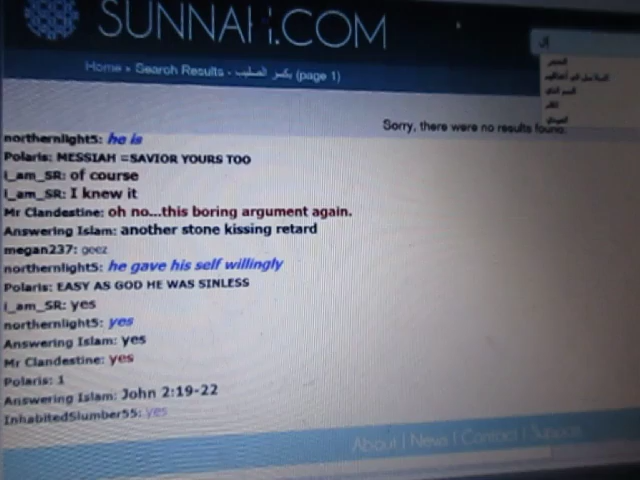 SUNNAH.COM
Home » Search Results - يكسر الصليب (page 1)
ال
Sorry, there were no results found.
northernlight5: he is
Polaris: MESSIAH =SAVIOR YOURS TOO
i_am_SR: of course
i_am_SR: I knew it
Mr Clandestine: oh no...this boring argument again.
Answering Islam: another stone kissing retard
megan237: geez
northernlight5: he gave his self willingly
Polaris: EASY AS GOD HE WAS SINLESS
i_am_SR: yes
northernlight5: yes
Answering Islam: yes
Mr Clandestine: yes
Polaris: 1
Answering Islam: John 2:19-22
InhabitedSlumber55: yes
About | News | Contact | Support